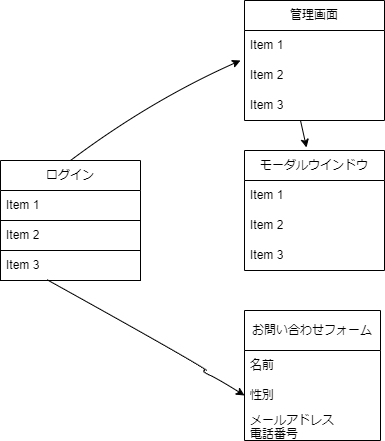 管理画面
Item 1
Item 2
Item 3
モーダルウインドウ
Item 1
Item 2
Item 3
ログイン
Item 1
Item 2
Item 3
お問い合わせフォーム
名前
性別
メールアドレス
電話番号